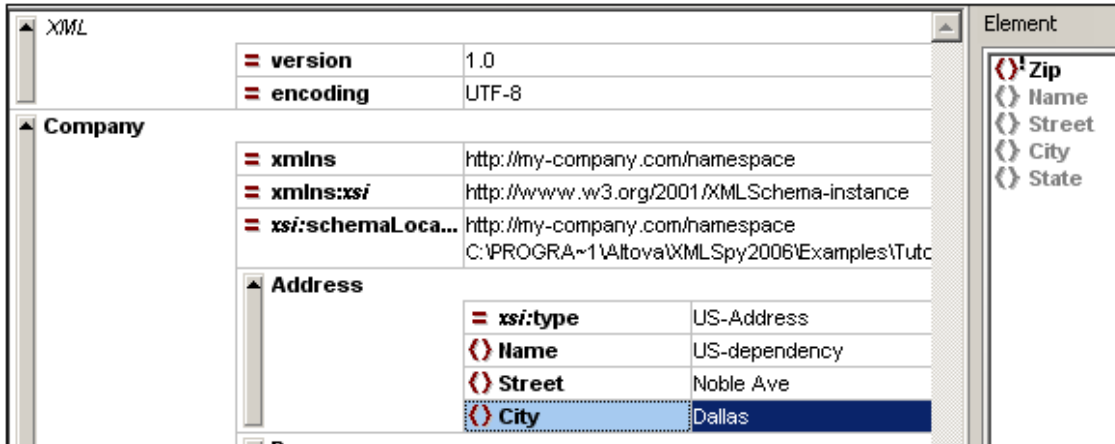 XML
version 1.0
encoding UTF-8
Company
xmlns http://my-company.com/namespace
xmlns:xsi http://www.w3.org/2001/XMLSchema-instance
xsi:schemaLoca... http://my-company.com/namespace
C:\PROGRA~1\Altova\XMLSpy2006\Examples\Tuto
Address
xsi:type US-Address
Name US-dependency
Street Noble Ave
City Dallas
Element
Zip
Name
Street
City
State